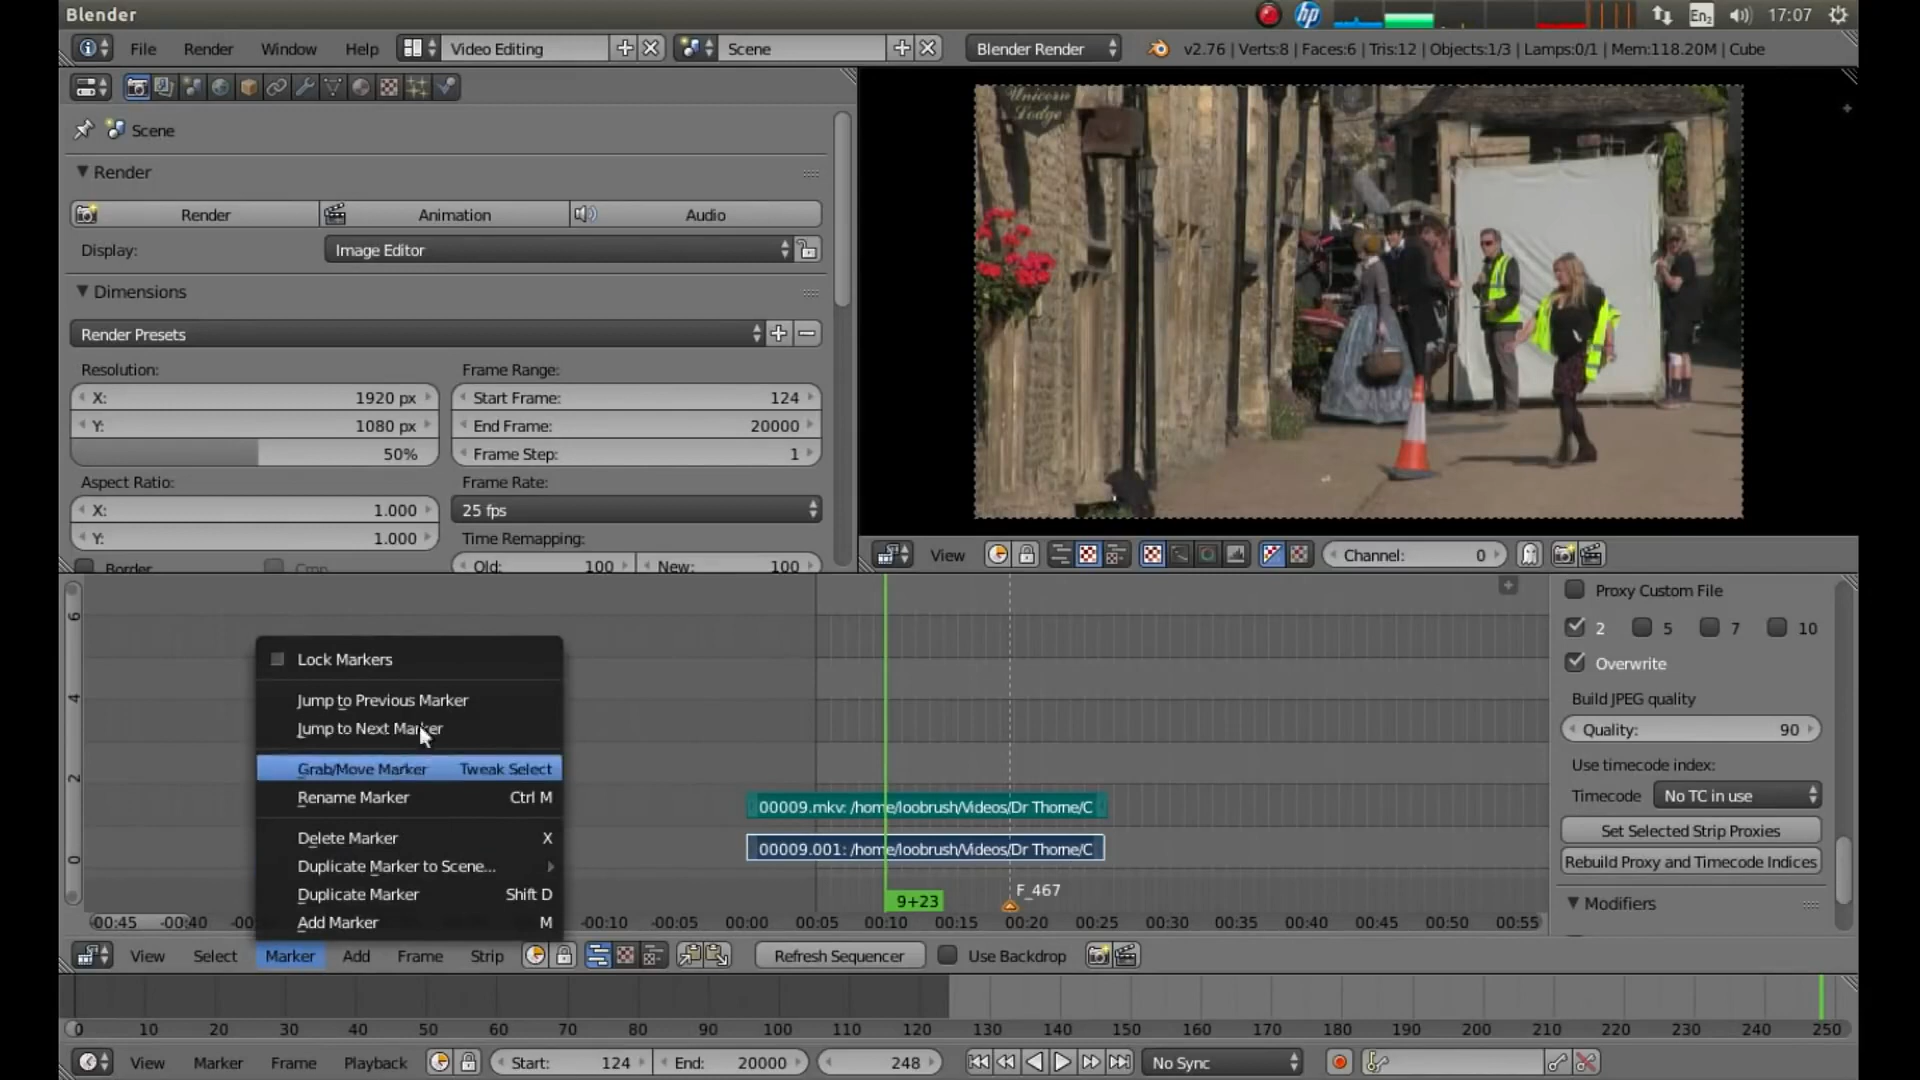 Blender
hp
En2
17:07
File
Render
Window
Help
Video Editing
Scene
Blender Render
v2.76 | Verts:8 | Faces:6 | Tris:12 | Objects:1/3 | Lamps:0/1 | Mem:118.20M | Cube
Scene
Render
Render
Animation
Audio
Display:
Image Editor
Dimensions
Render Presets
Resolution:
Frame Range:
X: 1920 px
Start Frame: 124
Y: 1080 px
End Frame: 20000
50%
Frame Step: 1
Aspect Ratio:
Frame Rate:
X: 1.000
25 fps
Y: 1.000
Time Remapping:
Border
Crop
Old: 100
New: 100
Unicorn
Lodge
View
Channel: 0
6
4
2
0
Lock Markers
Jump to Previous Marker
Jump to Next Marker
Grab/Move Marker Tweak Select
Rename Marker Ctrl M
Delete Marker X
Duplicate Marker to Scene...
Duplicate Marker Shift D
Add Marker M
00009.mkv: /home/loobrush/Videos/Dr Thorne/C
00009.001: /home/loobrush/Videos/Dr Thorne/C
F_467
9+23
00:45 -00:40 -00:10 00:00 00:05 00:10 00:15 00:20 00:25 00:30 00:35 00:40 00:45 00:50 00:55
Proxy Custom File
2 5 7 10
Overwrite
Build JPEG quality
Quality: 90
Use timecode index:
Timecode No TC in use
Set Selected Strip Proxies
Rebuild Proxy and Timecode Indices
Modifiers
View
Select
Marker
Add
Frame
Strip
Refresh Sequencer
Use Backdrop
0 10 20 30 40 50 60 70 80 90 100 110 120 130 140 150 160 170 180 190 200 210 220 230 240 250
View
Marker
Frame
Playback
Start: 124
End: 20000
248
No Sync